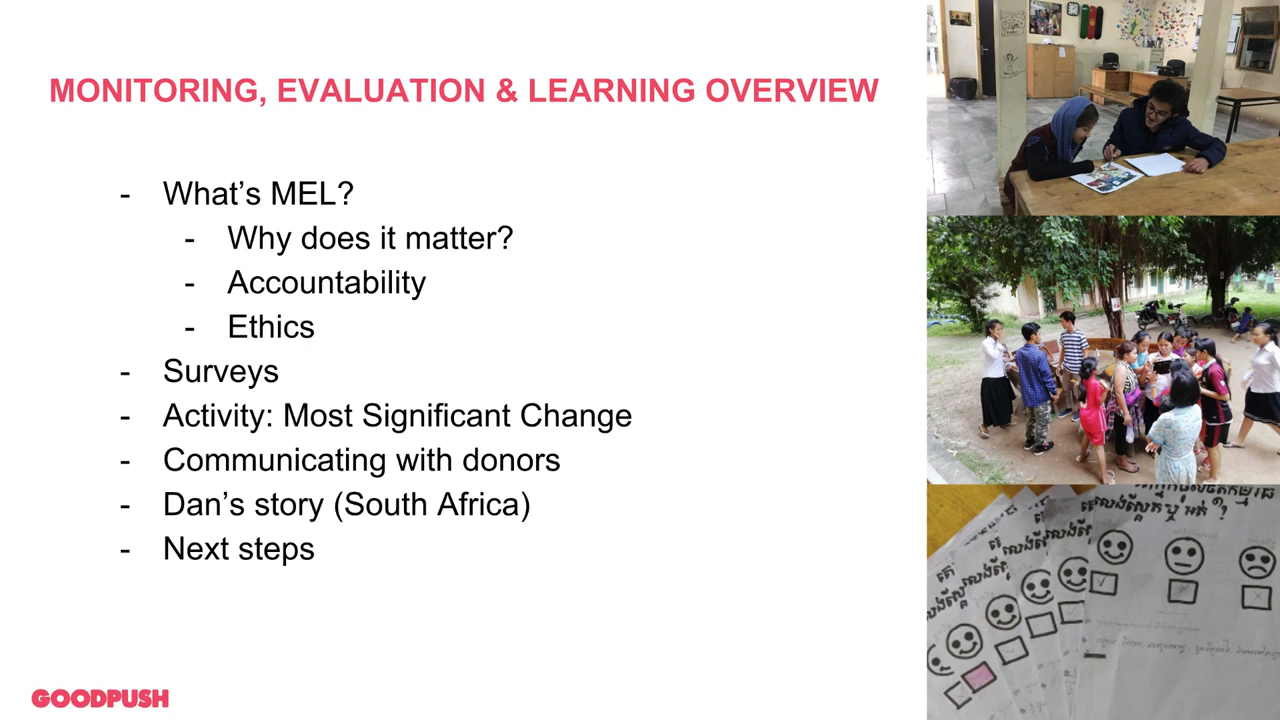 MONITORING, EVALUATION & LEARNING OVERVIEW
- What’s MEL?
- Why does it matter?
- Accountability
- Ethics
- Surveys
- Activity: Most Significant Change
- Communicating with donors
- Dan’s story (South Africa)
- Next steps
GOODPUSH